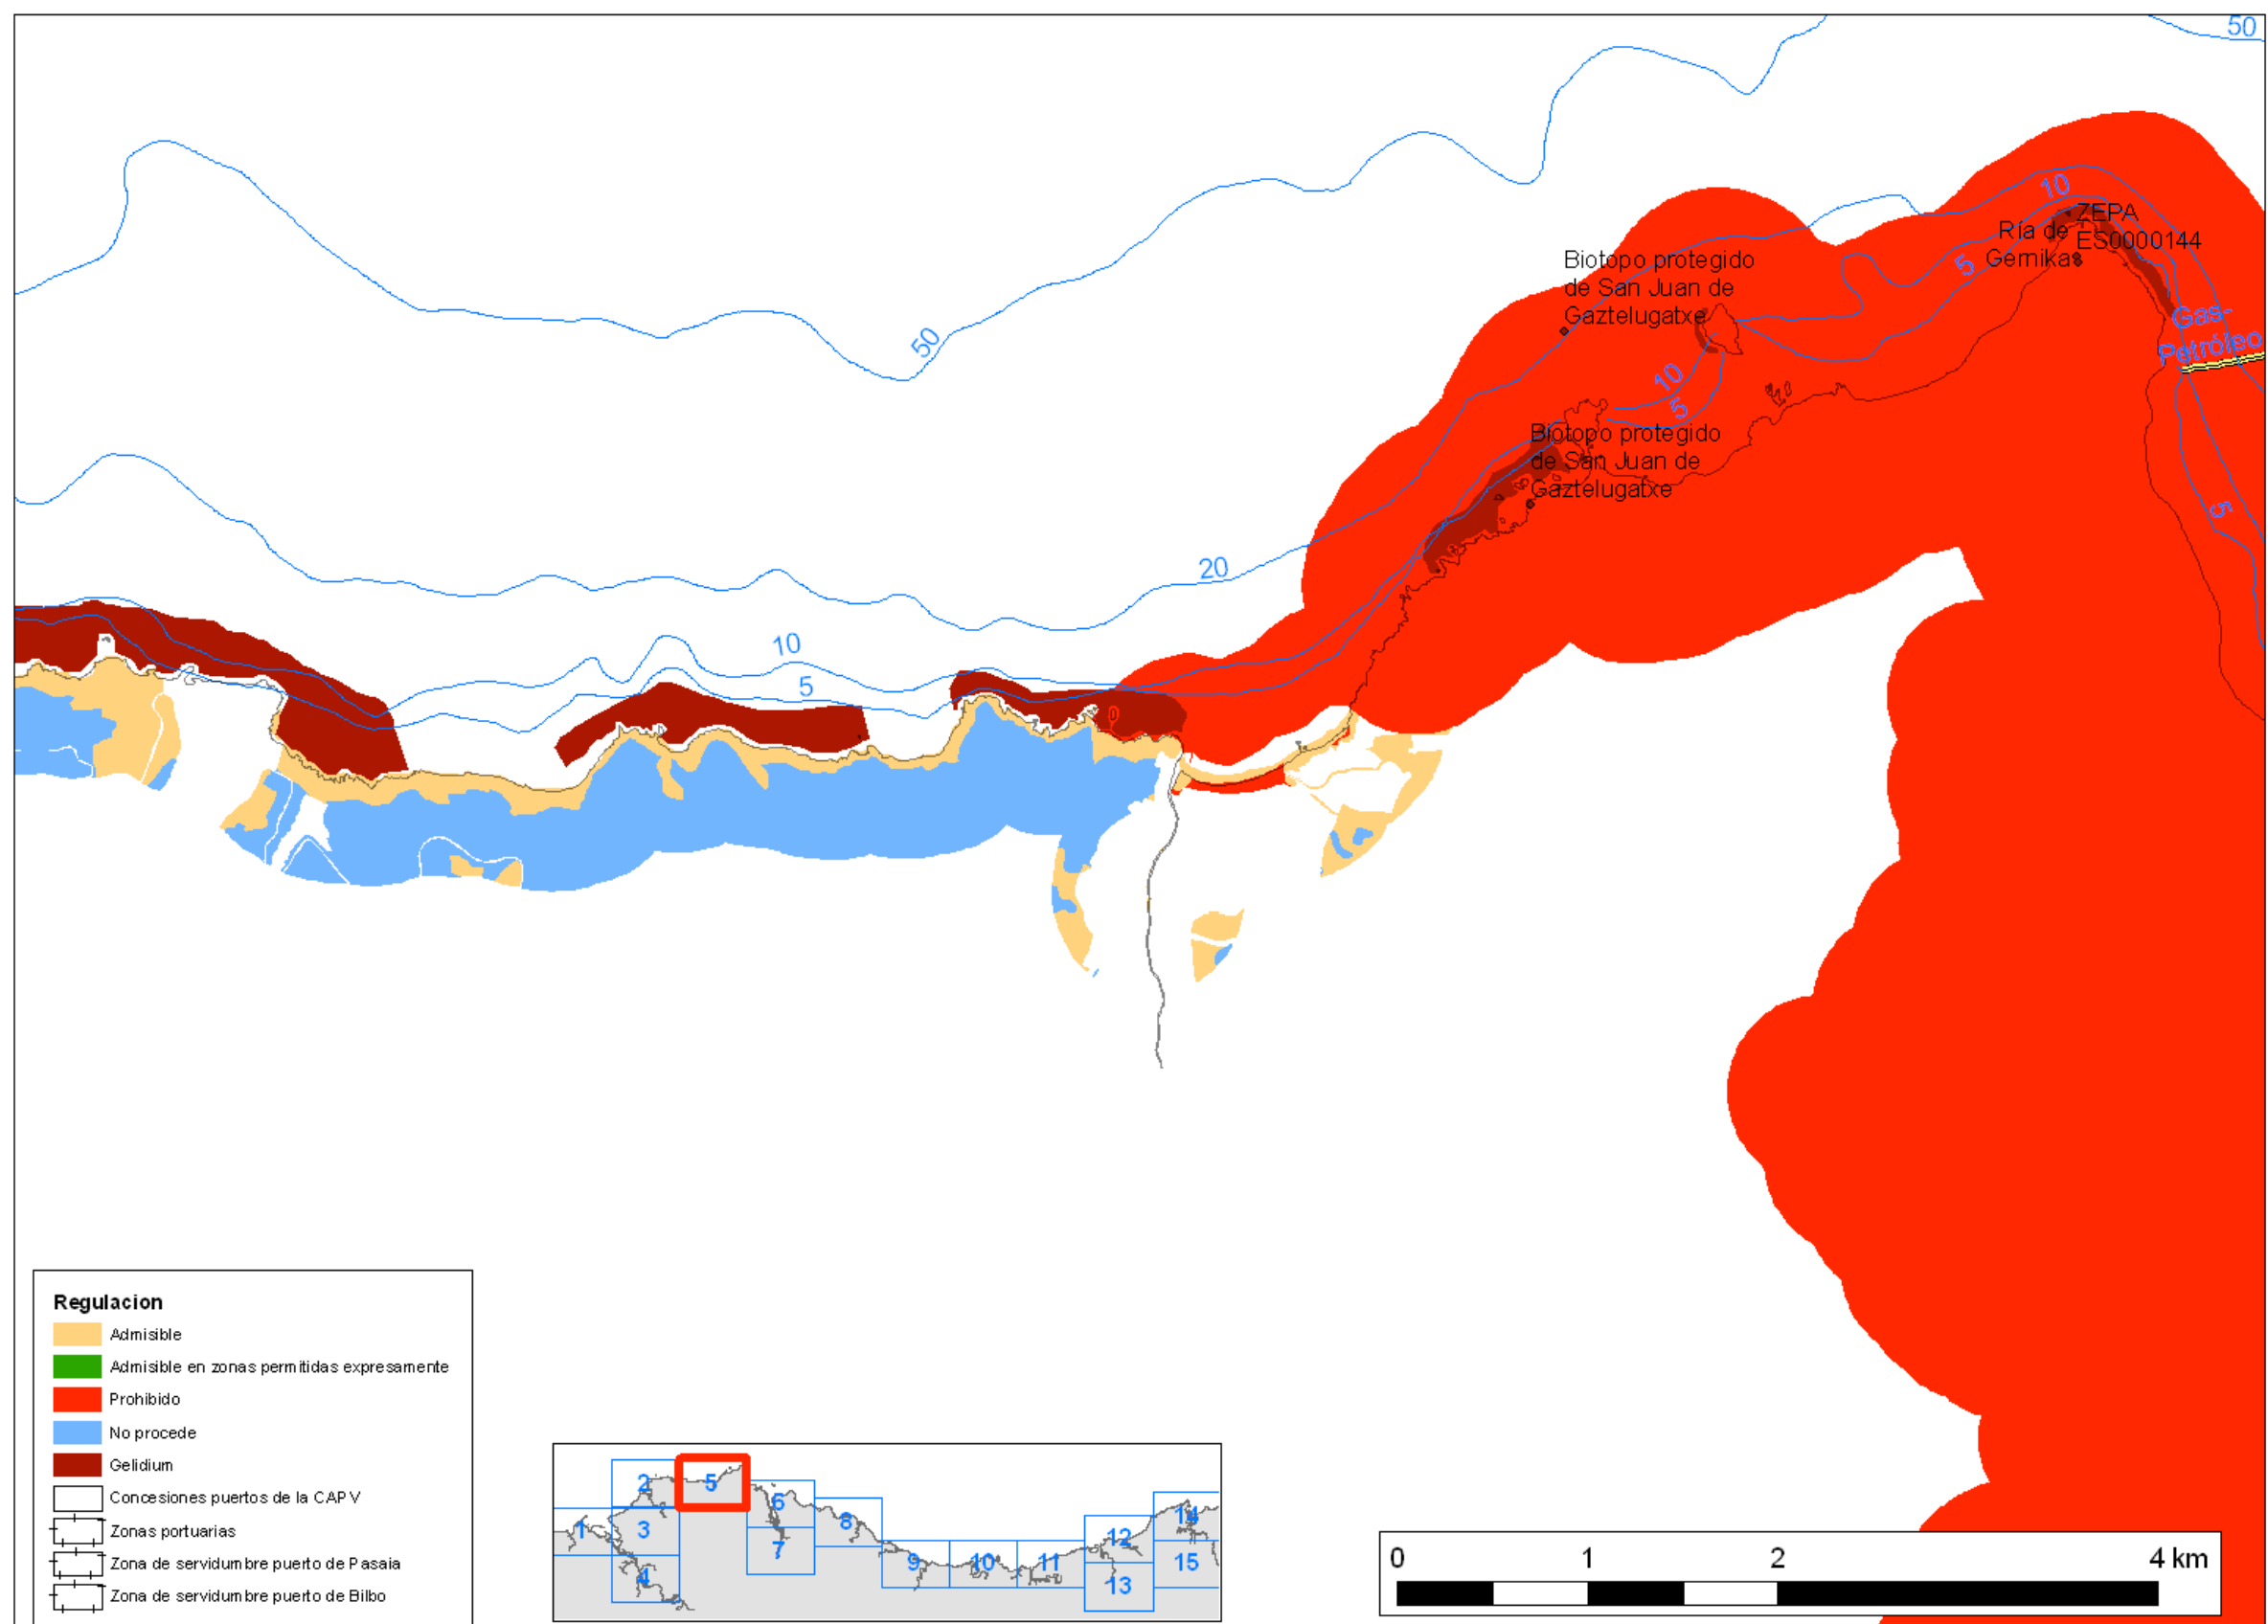 50
10
ZEPA
ES0000144
Ría de
Gernika
Biotopo protegido
de San Juan de
Gaztelugatxe
5
Gas-
Petróleo
50
10
5
Biotopo protegido
de San Juan de
Gaztelugatxe
5
20
10
5
Regulacion
Admisible
Admisible en zonas permitidas expresamente
Prohibido
No procede
Gelidium
Concesiones puertos de la CAPV
Zonas portuarias
Zona de servidumbre puerto de Pasaia
Zona de servidumbre puerto de Bilbo
1
2
3
4
5
6
7
8
9
10
11
12
13
14
15
0 1 2 4 km